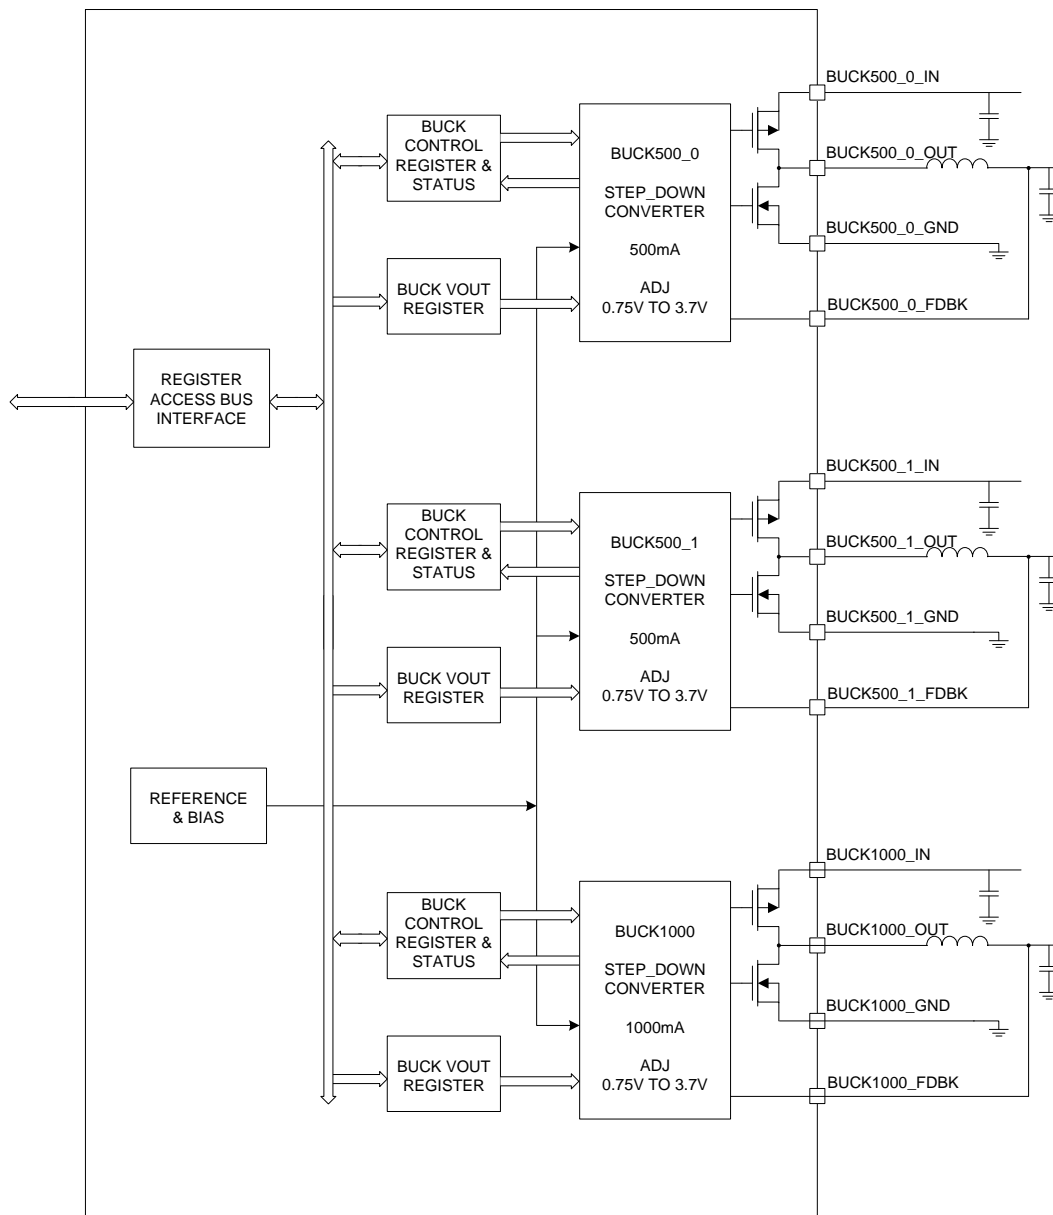 BUCK500_0_IN
BUCK
CONTROL
REGISTER &
STATUS
BUCK500_0
STEP_DOWN
CONVERTER
500mA
ADJ
0.75V TO 3.7V
BUCK500_0_OUT
BUCK500_0_GND
BUCK VOUT
REGISTER
BUCK500_0_FDBK
REGISTER
ACCESS BUS
INTERFACE
BUCK500_1_IN
BUCK
CONTROL
REGISTER &
STATUS
BUCK500_1
STEP_DOWN
CONVERTER
500mA
ADJ
0.75V TO 3.7V
BUCK500_1_OUT
BUCK500_1_GND
BUCK VOUT
REGISTER
BUCK500_1_FDBK
REFERENCE
& BIAS
BUCK1000_IN
BUCK
CONTROL
REGISTER &
STATUS
BUCK1000
STEP_DOWN
CONVERTER
1000mA
ADJ
0.75V TO 3.7V
BUCK1000_OUT
BUCK1000_GND
BUCK VOUT
REGISTER
BUCK1000_FDBK